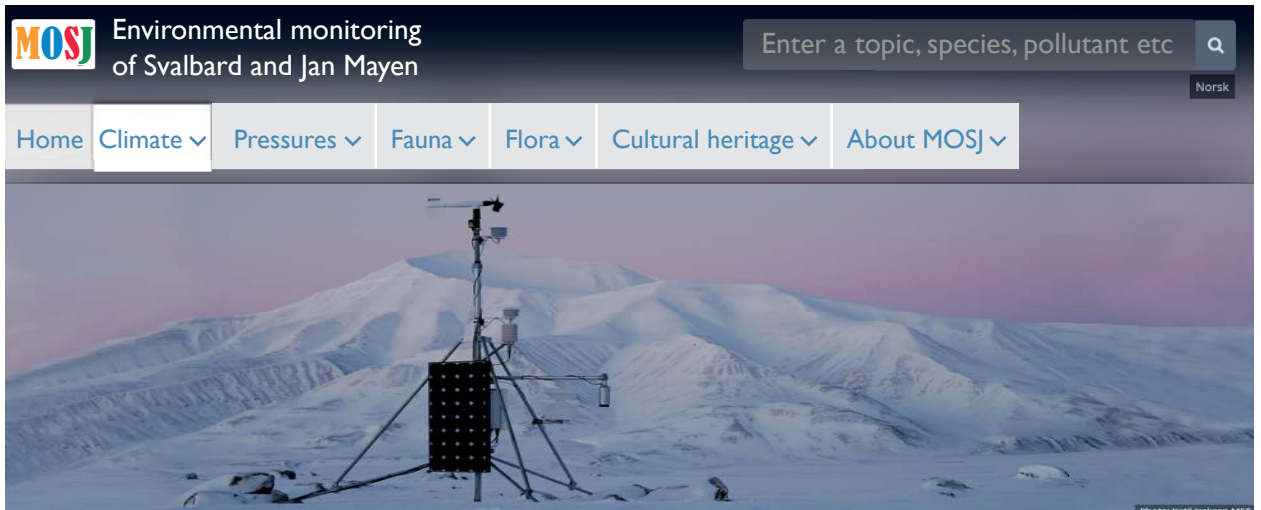 MOSJ
Environmental monitoring
of Svalbard and Jan Mayen
Enter a topic, species, pollutant etc
Norsk
Home Climate Pressures Fauna Flora Cultural heritage About MOSJ